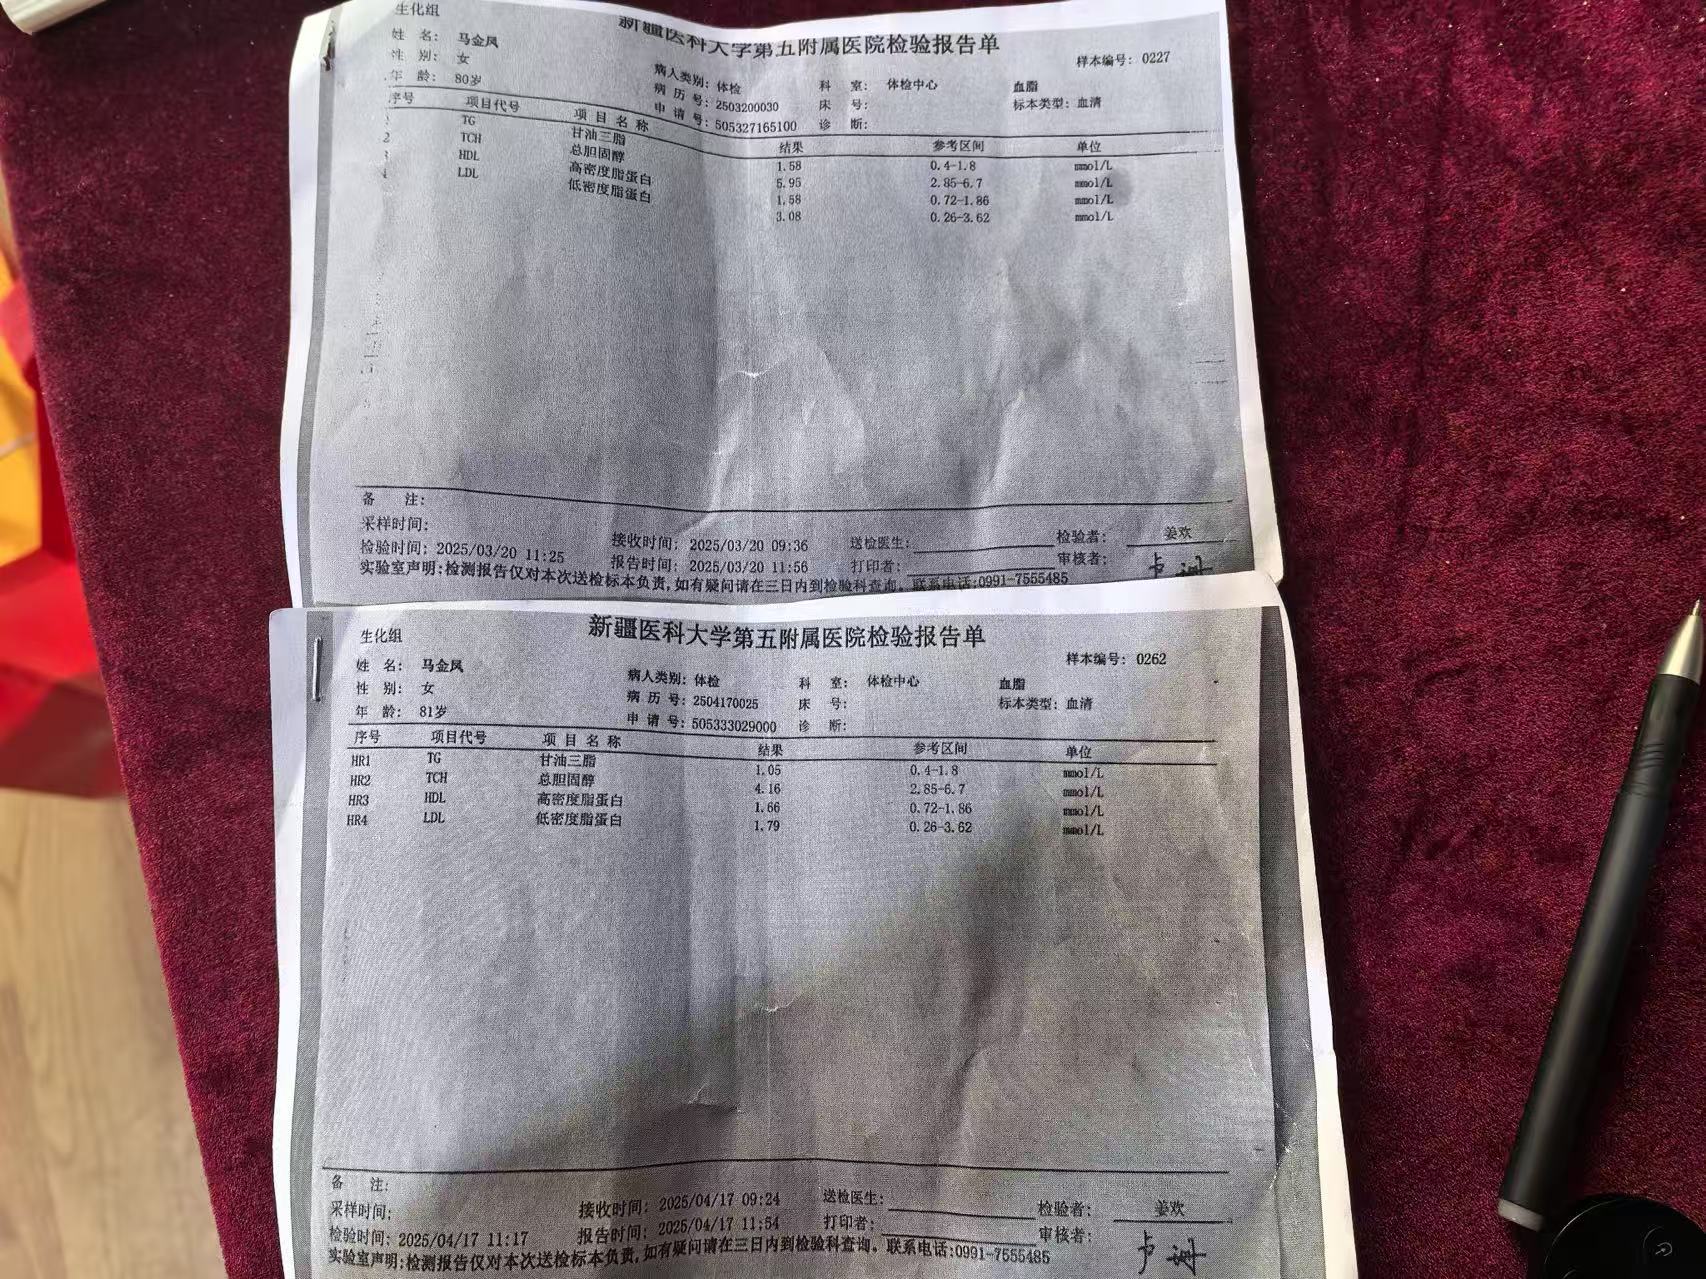 生化组
新疆医科大学第五附属医院检验报告单
样本编号: 0227
姓 名: 马金凤
性 别: 女
年 龄: 80岁
病人类别: 体检 科 室: 体检中心 血脂
病 历 号: 2503200030 床 号: 标本类型: 血清
申 请 号: 505327165100 诊 断:
序号 项目代号 项 目 名 称 结果 参考区间 单位
TG 甘油三脂 1.58 0.4-1.8 mmol/L
2 TCH 总胆固醇 5.95 2.85-6.7 mmol/L
HDL 高密度脂蛋白 1.58 0.72-1.86 mmol/L
LDL 低密度脂蛋白 3.08 0.26-3.62 mmol/L
备 注:
采样时间: 接收时间: 2025/03/20 09:36 送检医生: 检验者: 姜欢
检验时间: 2025/03/20 11:25 报告时间: 2025/03/20 11:56 打印者: 审核者:
实验室声明:检测报告仅对本次送检标本负责,如有疑问请在三日内到检验科查询。联系电话:0991-7555485
生化组
新疆医科大学第五附属医院检验报告单
样本编号: 0262
姓 名: 马金凤
性 别: 女
年 龄: 81岁
病人类别: 体检 科 室: 体检中心 血脂
病 历 号: 2504170025 床 号: 标本类型: 血清
申 请 号: 505333029000 诊 断:
序号 项目代号 项 目 名 称 结果 参考区间 单位
HR1 TG 甘油三脂 1.05 0.4-1.8 mmol/L
HR2 TCH 总胆固醇 4.16 2.85-6.7 mmol/L
HR3 HDL 高密度脂蛋白 1.66 0.72-1.86 mmol/L
HR4 LDL 低密度脂蛋白 1.79 0.26-3.62 mmol/L
备 注:
采样时间: 接收时间: 2025/04/17 09:24 送检医生: 检验者: 姜欢
检验时间: 2025/04/17 11:17 报告时间: 2025/04/17 11:54 打印者: 审核者:
实验室声明:检测报告仅对本次送检标本负责,如有疑问请在三日内到检验科查询。联系电话:0991-7555485